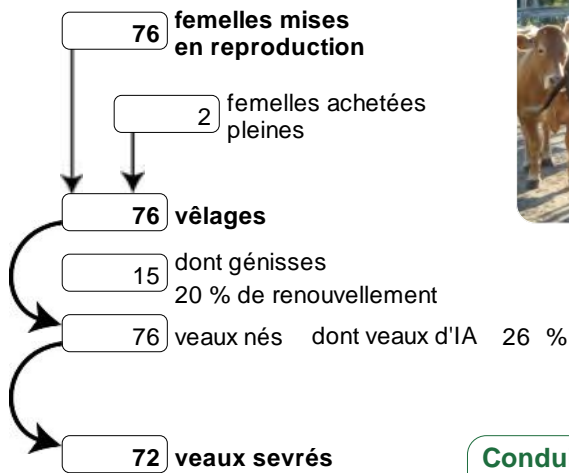 76 femelles mises
en reproduction
2 femelles achetées
pleines
76 vêlages
15 dont génisses
20 % de renouvellement
76 veaux nés dont veaux d'IA 26 %
72 veaux sevrés